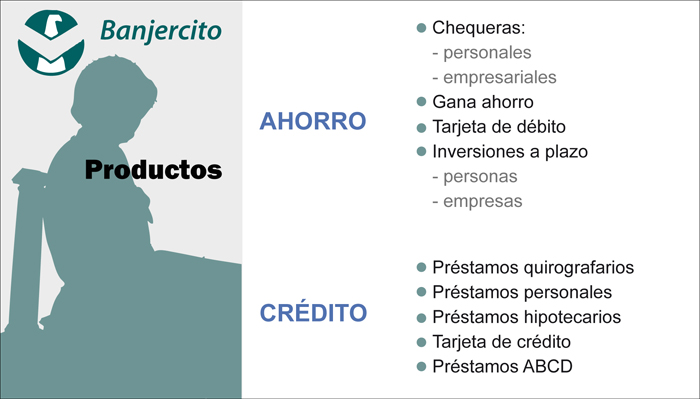 Banjercito
Productos
AHORRO
Chequeras:
- personales
- empresariales
Gana ahorro
Tarjeta de débito
Inversiones a plazo
- personas
- empresas
CRÉDITO
Préstamos quirografarios
Préstamos personales
Préstamos hipotecarios
Tarjeta de crédito
Préstamos ABCD